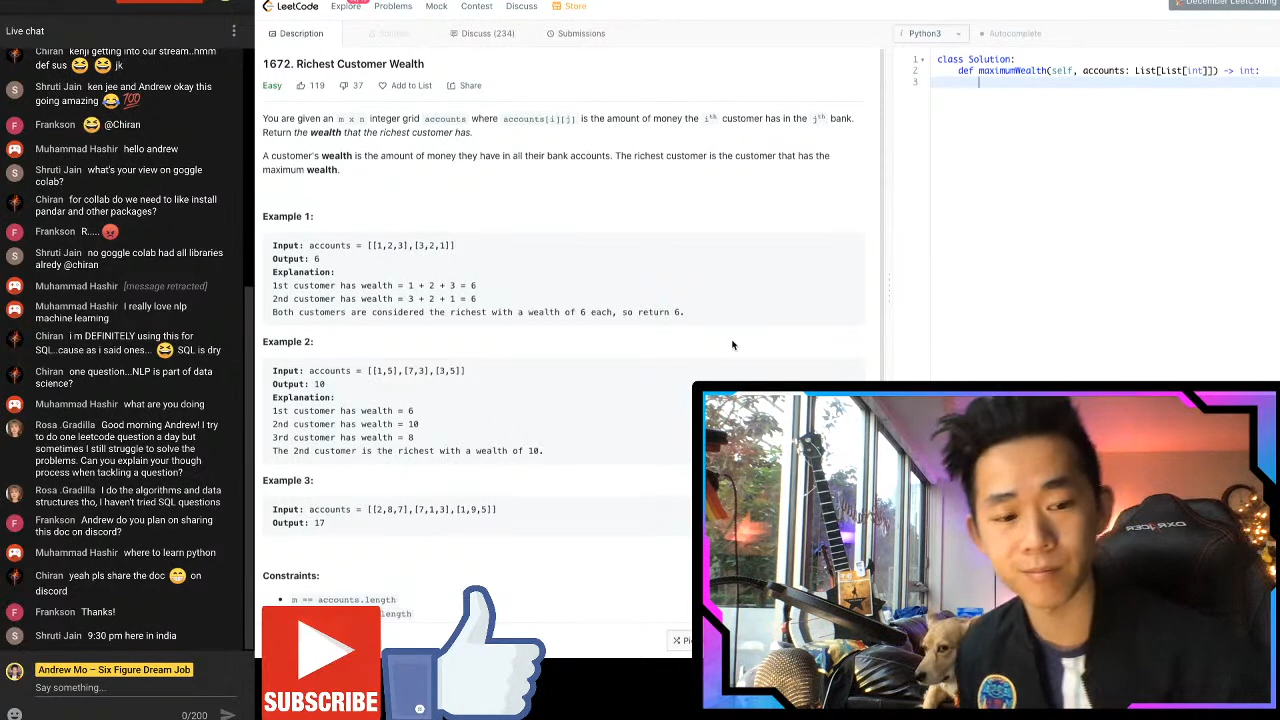 Live chat
Chiran kenji getting into our stream..hmm
def sus 😆😆 jk
Shruti Jain ken jee and Andrew okay this
going amazing 😂💯
Frankson 😆@Chiran
Muhammad Hashir hello andrew
Shruti Jain what's your view on goggle
colab?
Chiran for collab do we need to like install
pandar and other packages?
Frankson R..... 😡
Shruti Jain no goggle colab had all libraries
alredy @chiran
Muhammad Hashir [message retracted]
Muhammad Hashir I really love nlp
machine learning
Chiran i m DEFINITELY using this for
SQL..cause as i said ones.. 😆 SQL is dry
Chiran one question...NLP is part of data
science?
Muhammad Hashir what are you doing
Rosa .Gradilla Good morning Andrew! I try
to do one leetcode question a day but
sometimes I still struggle to solve the
problems. Can you explain your though
process when tackling a question?
Rosa .Gradilla I do the algorithms and data
structures tho, I haven't tried SQL questions
Frankson Andrew do you plan on sharing
this doc on discord?
Muhammad Hashir where to learn python
Chiran yeah pls share the doc 😁 on
discord
Frankson Thanks!
Shruti Jain 9:30 pm here in india
Andrew Mo – Six Figure Dream Job
Say something...
0/200
LeetCode Explore Problems Mock Contest Discuss Store
December LeetCoding
Description Discuss (234) Submissions
1672. Richest Customer Wealth
Easy 119 37 Add to List Share
You are given an m x n integer grid accounts where accounts[i][j] is the amount of money the ith customer has in the jth bank.
Return the wealth that the richest customer has.
A customer's wealth is the amount of money they have in all their bank accounts. The richest customer is the customer that has the
maximum wealth.
Example 1:
Input: accounts = [[1,2,3],[3,2,1]]
Output: 6
Explanation:
1st customer has wealth = 1 + 2 + 3 = 6
2nd customer has wealth = 3 + 2 + 1 = 6
Both customers are considered the richest with a wealth of 6 each, so return 6.
Example 2:
Input: accounts = [[1,5],[7,3],[3,5]]
Output: 10
Explanation:
1st customer has wealth = 6
2nd customer has wealth = 10
3rd customer has wealth = 8
The 2nd customer is the richest with a wealth of 10.
Example 3:
Input: accounts = [[2,8,7],[7,1,3],[1,9,5]]
Output: 17
Constraints:
m == accounts.length
length
SUBSCRIBE
Python3 Autocomplete
1 class Solution:
2 def maximumWealth(self, accounts: List[List[int]]) -> int:
3
DXRACER